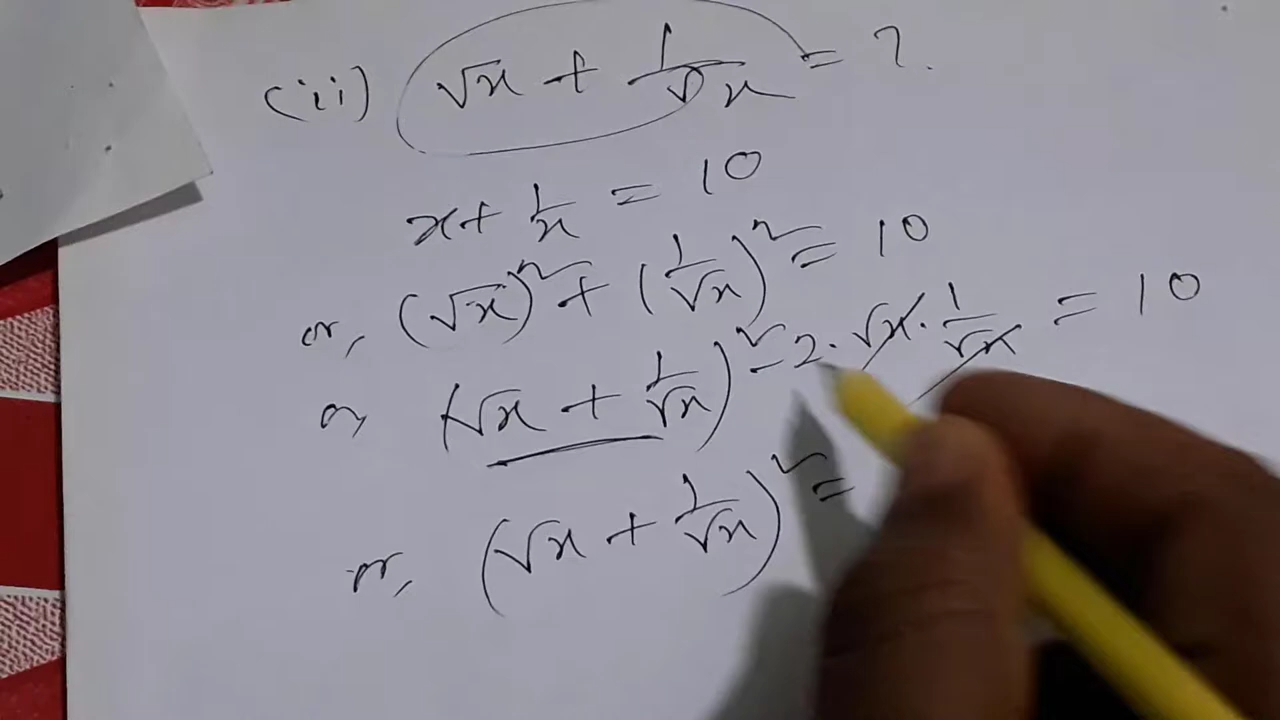 (ii) √x + 1/√x = ?
x + 1/x = 10
or, (√x)² + (1/√x)² = 10
or, (√x + 1/√x)² - 2 · √x · 1/√x = 10
or, (√x + 1/√x)² =